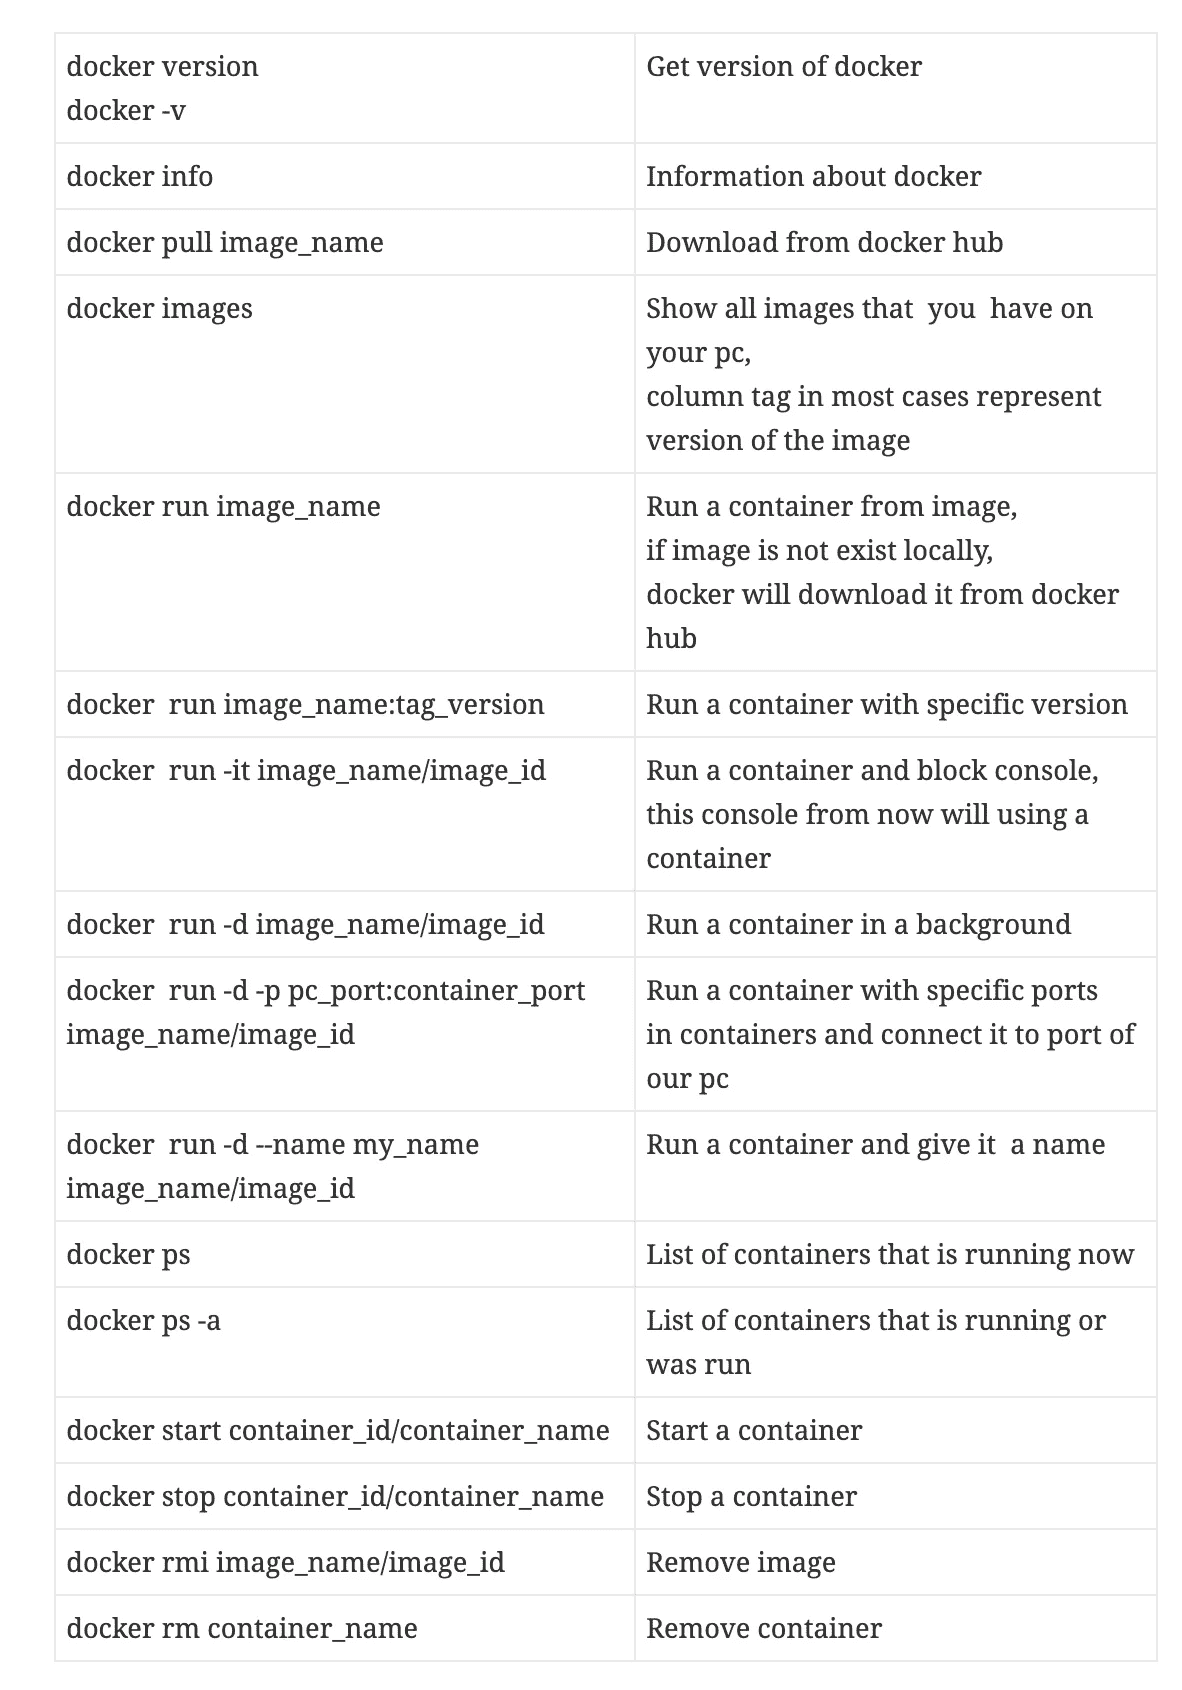 docker version
docker -v
Get version of docker
docker info
Information about docker
docker pull image_name
Download from docker hub
docker images
Show all images that  you  have on
your pc,
column tag in most cases represent
version of the image
docker run image_name
Run a container from image,
if image is not exist locally,
docker will download it from docker
hub
docker  run image_name:tag_version
Run a container with specific version
docker  run -it image_name/image_id
Run a container and block console,
this console from now will using a
container
docker  run -d image_name/image_id
Run a container in a background
docker  run -d -p pc_port:container_port
image_name/image_id
Run a container with specific ports
in containers and connect it to port of
our pc
docker  run -d --name my_name
image_name/image_id
Run a container and give it  a name
docker ps
List of containers that is running now
docker ps -a
List of containers that is running or
was run
docker start container_id/container_name
Start a container
docker stop container_id/container_name
Stop a container
docker rmi image_name/image_id
Remove image
docker rm container_name
Remove container